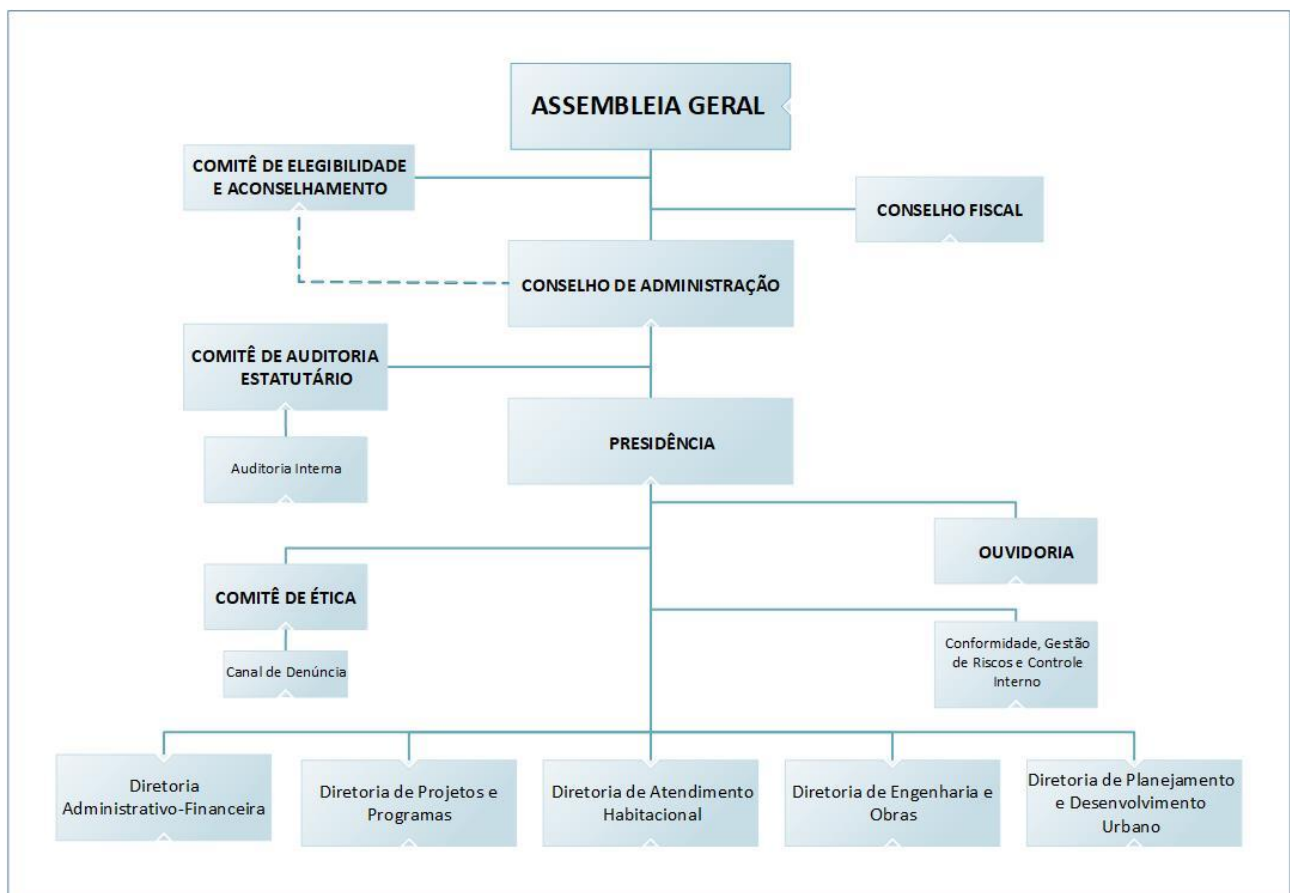 ASSEMBLEIA GERAL
COMITÊ DE ELEGIBILIDADE
E ACONSELHAMENTO
CONSELHO FISCAL
CONSELHO DE ADMINISTRAÇÃO
COMITÊ DE AUDITORIA
ESTATUTÁRIO
PRESIDÊNCIA
Auditoria Interna
OUVIDORIA
COMITÊ DE ÉTICA
Conformidade, Gestão
de Riscos e Controle
Interno
Canal de Denúncia
Diretoria
Administrativo-Financeira
Diretoria de Projetos e
Programas
Diretoria de Atendimento
Habitacional
Diretoria de Engenharia e
Obras
Diretoria de Planejamento
e Desenvolvimento
Urbano